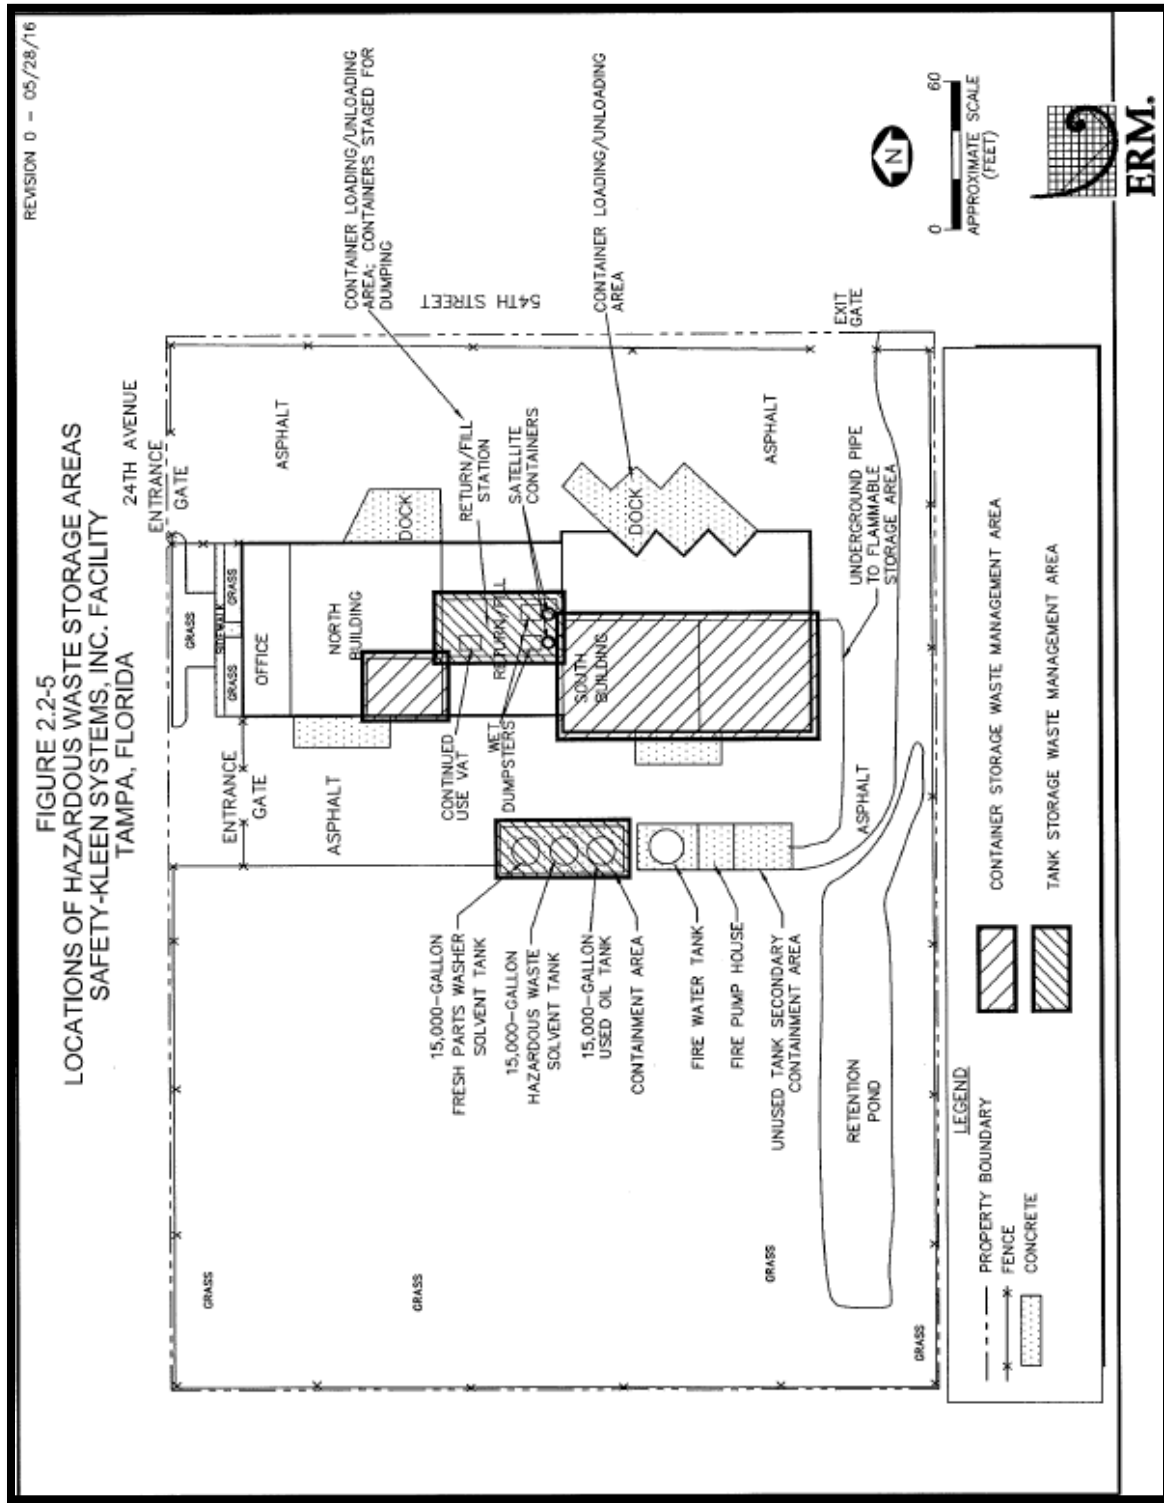 REVISION 0 – 05/28/16
FIGURE 2.2-5
LOCATIONS OF HAZARDOUS WASTE STORAGE AREAS
SAFETY-KLEEN SYSTEMS, INC. FACILITY
TAMPA, FLORIDA
24TH AVENUE
ENTRANCE
GATE
ENTRANCE
GATE
GRASS
SIDEWALK
GRASS
GRASS
OFFICE
ASPHALT
ASPHALT
NORTH
BUILDING
DOCK
CONTAINER LOADING/UNLOADING
AREA; CONTAINERS STAGED FOR
DUMPING
54TH STREET
RETURN/FILL
STATION
SATELLITE
CONTAINERS
RETURN/FILL
CONTINUED
USE VAT
WET
DUMPSTERS
SOUTH
BUILDING
DOCK
CONTAINER LOADING/UNLOADING
AREA
15,000-GALLON
FRESH PARTS WASHER
SOLVENT TANK
15,000-GALLON
HAZARDOUS WASTE
SOLVENT TANK
15,000-GALLON
USED OIL TANK
CONTAINMENT AREA
FIRE WATER TANK
FIRE PUMP HOUSE
UNUSED TANK SECONDARY
CONTAINMENT AREA
ASPHALT
ASPHALT
UNDERGROUND PIPE
TO FLAMMABLE
STORAGE AREA
EXIT
GATE
RETENTION
POND
GRASS
GRASS
GRASS
GRASS
LEGEND
PROPERTY BOUNDARY
FENCE
CONCRETE
CONTAINER STORAGE WASTE MANAGEMENT AREA
TANK STORAGE WASTE MANAGEMENT AREA
N
0 60
APPROXIMATE SCALE
(FEET)
ERM.